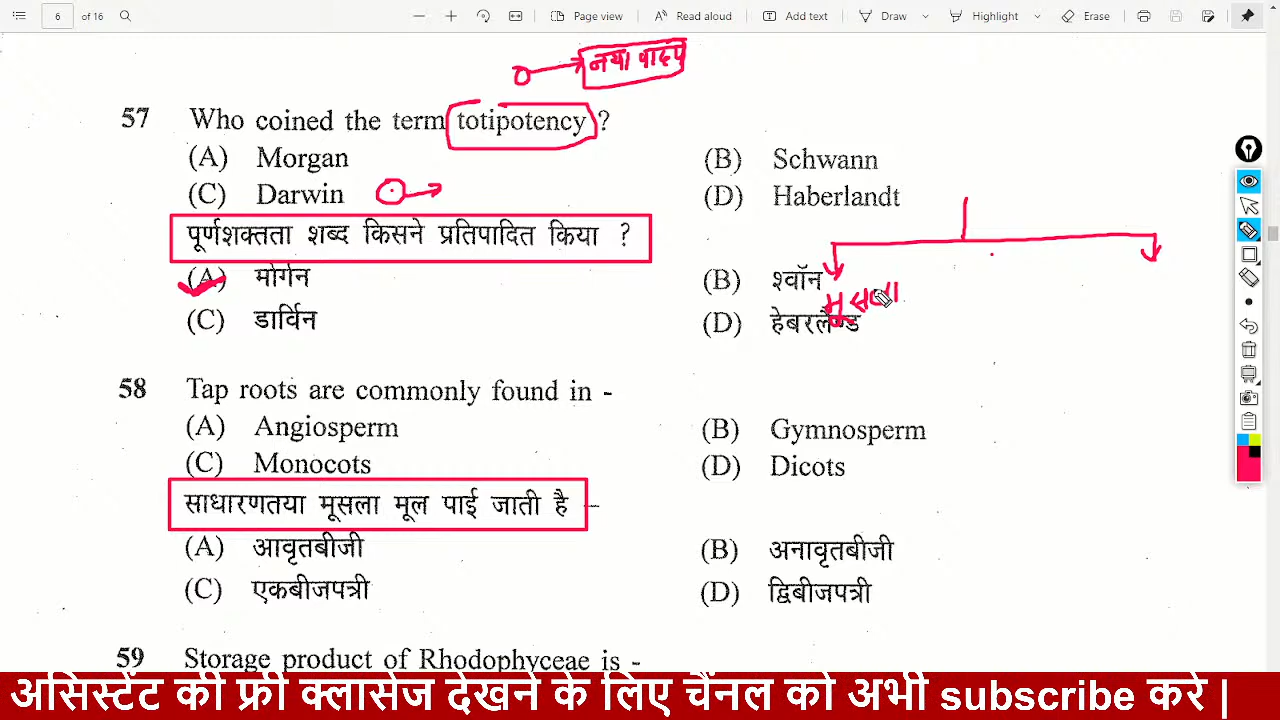 6 of 16 Page view Read aloud Add text Draw Highlight Erase
नया पादप
57 Who coined the term totipotency ?
(A) Morgan (B) Schwann
(C) Darwin (D) Haberlandt
पूर्णशक्तता शब्द किसने प्रतिपादित किया ?
(A) मोर्गन (B) श्वॉन
मूसला
(C) डार्विन (D) हेबरलैण्ड
58 Tap roots are commonly found in -
(A) Angiosperm (B) Gymnosperm
(C) Monocots (D) Dicots
साधारणतया मूसला मूल पाई जाती है -
(A) आवृतबीजी (B) अनावृतबीजी
(C) एकबीजपत्री (D) द्विबीजपत्री
59 Storage product of Rhodophyceae is -
असिस्टेंट की फ्री क्लासेज देखने के लिए चैंनल को अभी subscribe करे |